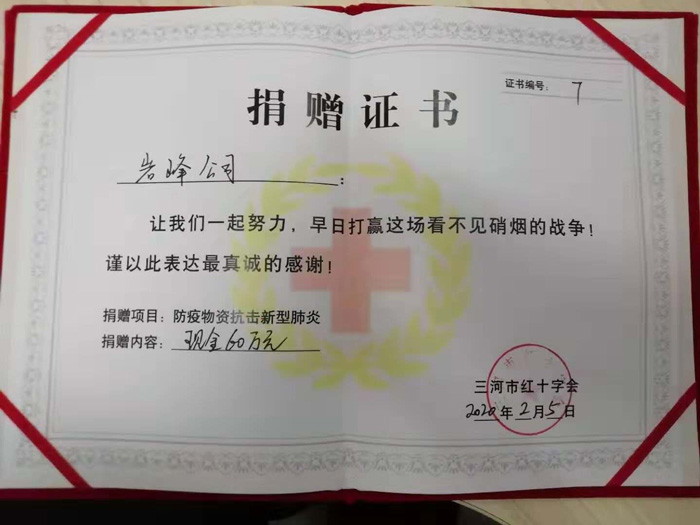 证书编号: 7
捐赠证书
岩峰公司:
让我们一起努力，早日打赢这场看不见硝烟的战争!
谨以此表达最真诚的感谢!
捐赠项目: 防疫物资抗击新型肺炎
捐赠内容: 现金60万元
三河市红十字会
2020年2月5日